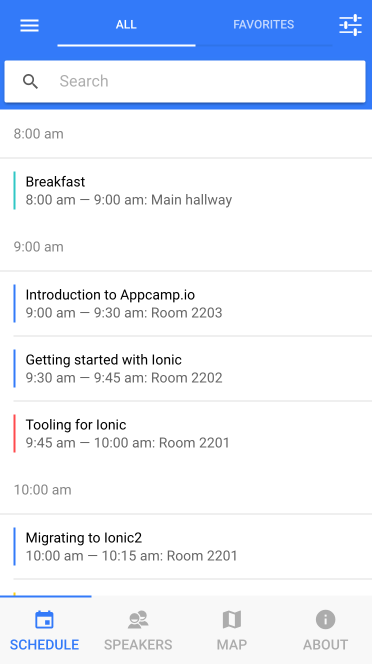 ALL
FAVORITES
Search
8:00 am
Breakfast
8:00 am — 9:00 am: Main hallway
9:00 am
Introduction to Appcamp.io
9:00 am — 9:30 am: Room 2203
Getting started with Ionic
9:30 am — 9:45 am: Room 2202
Tooling for Ionic
9:45 am — 10:00 am: Room 2201
10:00 am
Migrating to Ionic2
10:00 am — 10:15 am: Room 2201
SCHEDULE
SPEAKERS
MAP
ABOUT